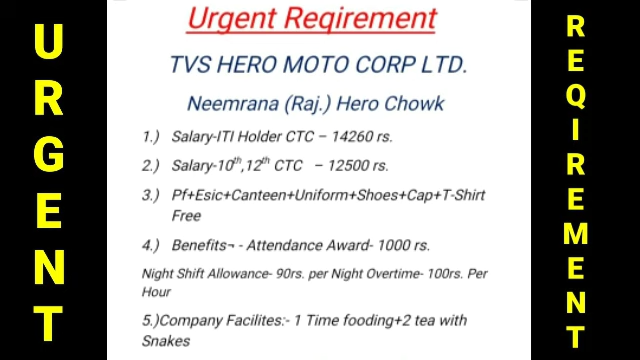 URGENT
Urgent Reqirement
TVS HERO MOTO CORP LTD.
Neemrana (Raj.) Hero Chowk
1.) Salary-ITI Holder CTC – 14260 rs.
2.) Salary-10th,12th CTC – 12500 rs.
3.) Pf+Esic+Canteen+Uniform+Shoes+Cap+T-Shirt
Free
4.) Benefits¬ - Attendance Award- 1000 rs.
Night Shift Allowance- 90rs. per Night Overtime- 100rs. Per
Hour
5.)Company Facilites:- 1 Time fooding+2 tea with
Snakes
REQIREMENT